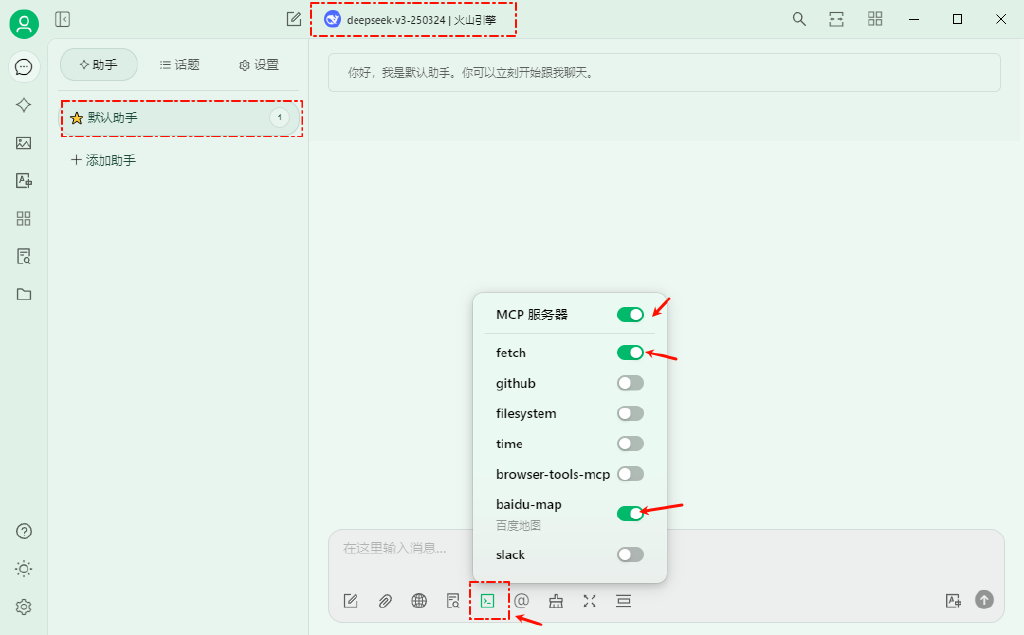 deepseek-v3-250324 | 火山引擎
助手
话题
设置
你好，我是默认助手。你可以立刻开始跟我聊天。
默认助手
1
添加助手
MCP 服务器
fetch
github
filesystem
time
browser-tools-mcp
baidu-map
百度地图
slack
在这里输入消息...